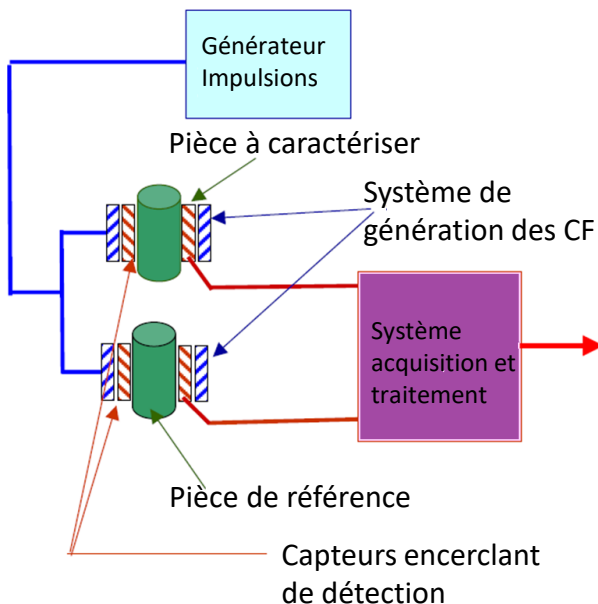 Générateur
Impulsions
Pièce à caractériser
Système de
génération des CF
Système
acquisition et
traitement
Pièce de référence
Capteurs encerclant
de détection